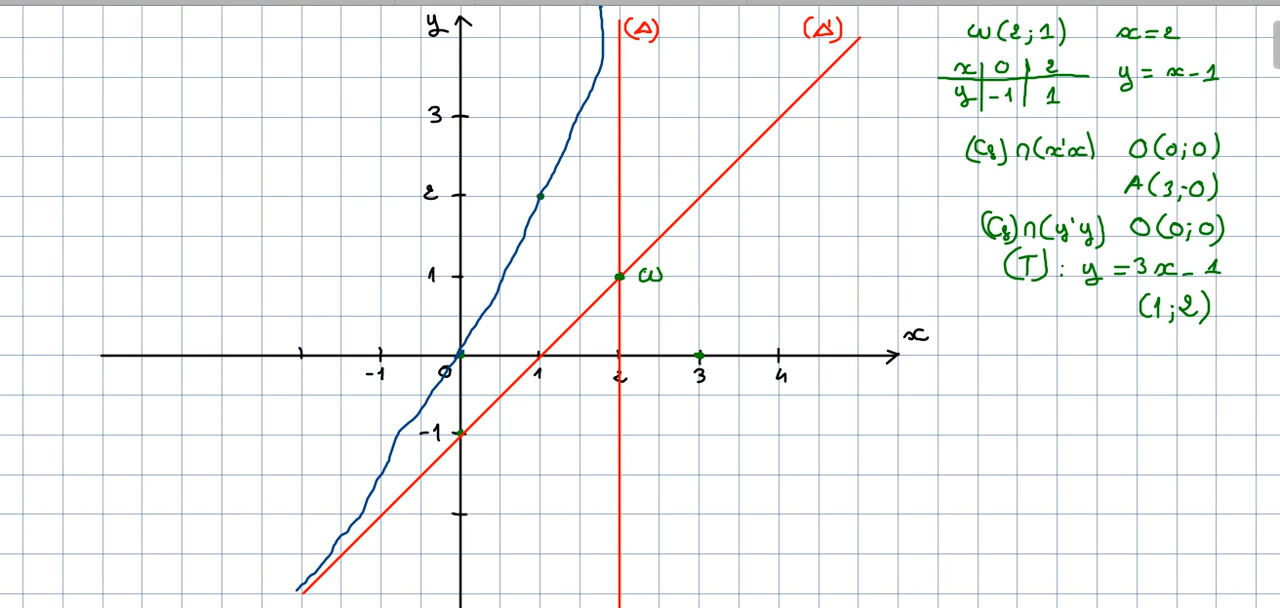 y (Δ) (Δ')
3
2
1 ω
x
-1 0 1 2 3 4
-1
ω(2;1) x=2
x 0 2 y = x-1
y -1 1
(Cf)∩(x'x) O(0;0)
A(3;0)
(Cf)∩(y'y) O(0;0)
(T): y = 3x-1
(1;2)